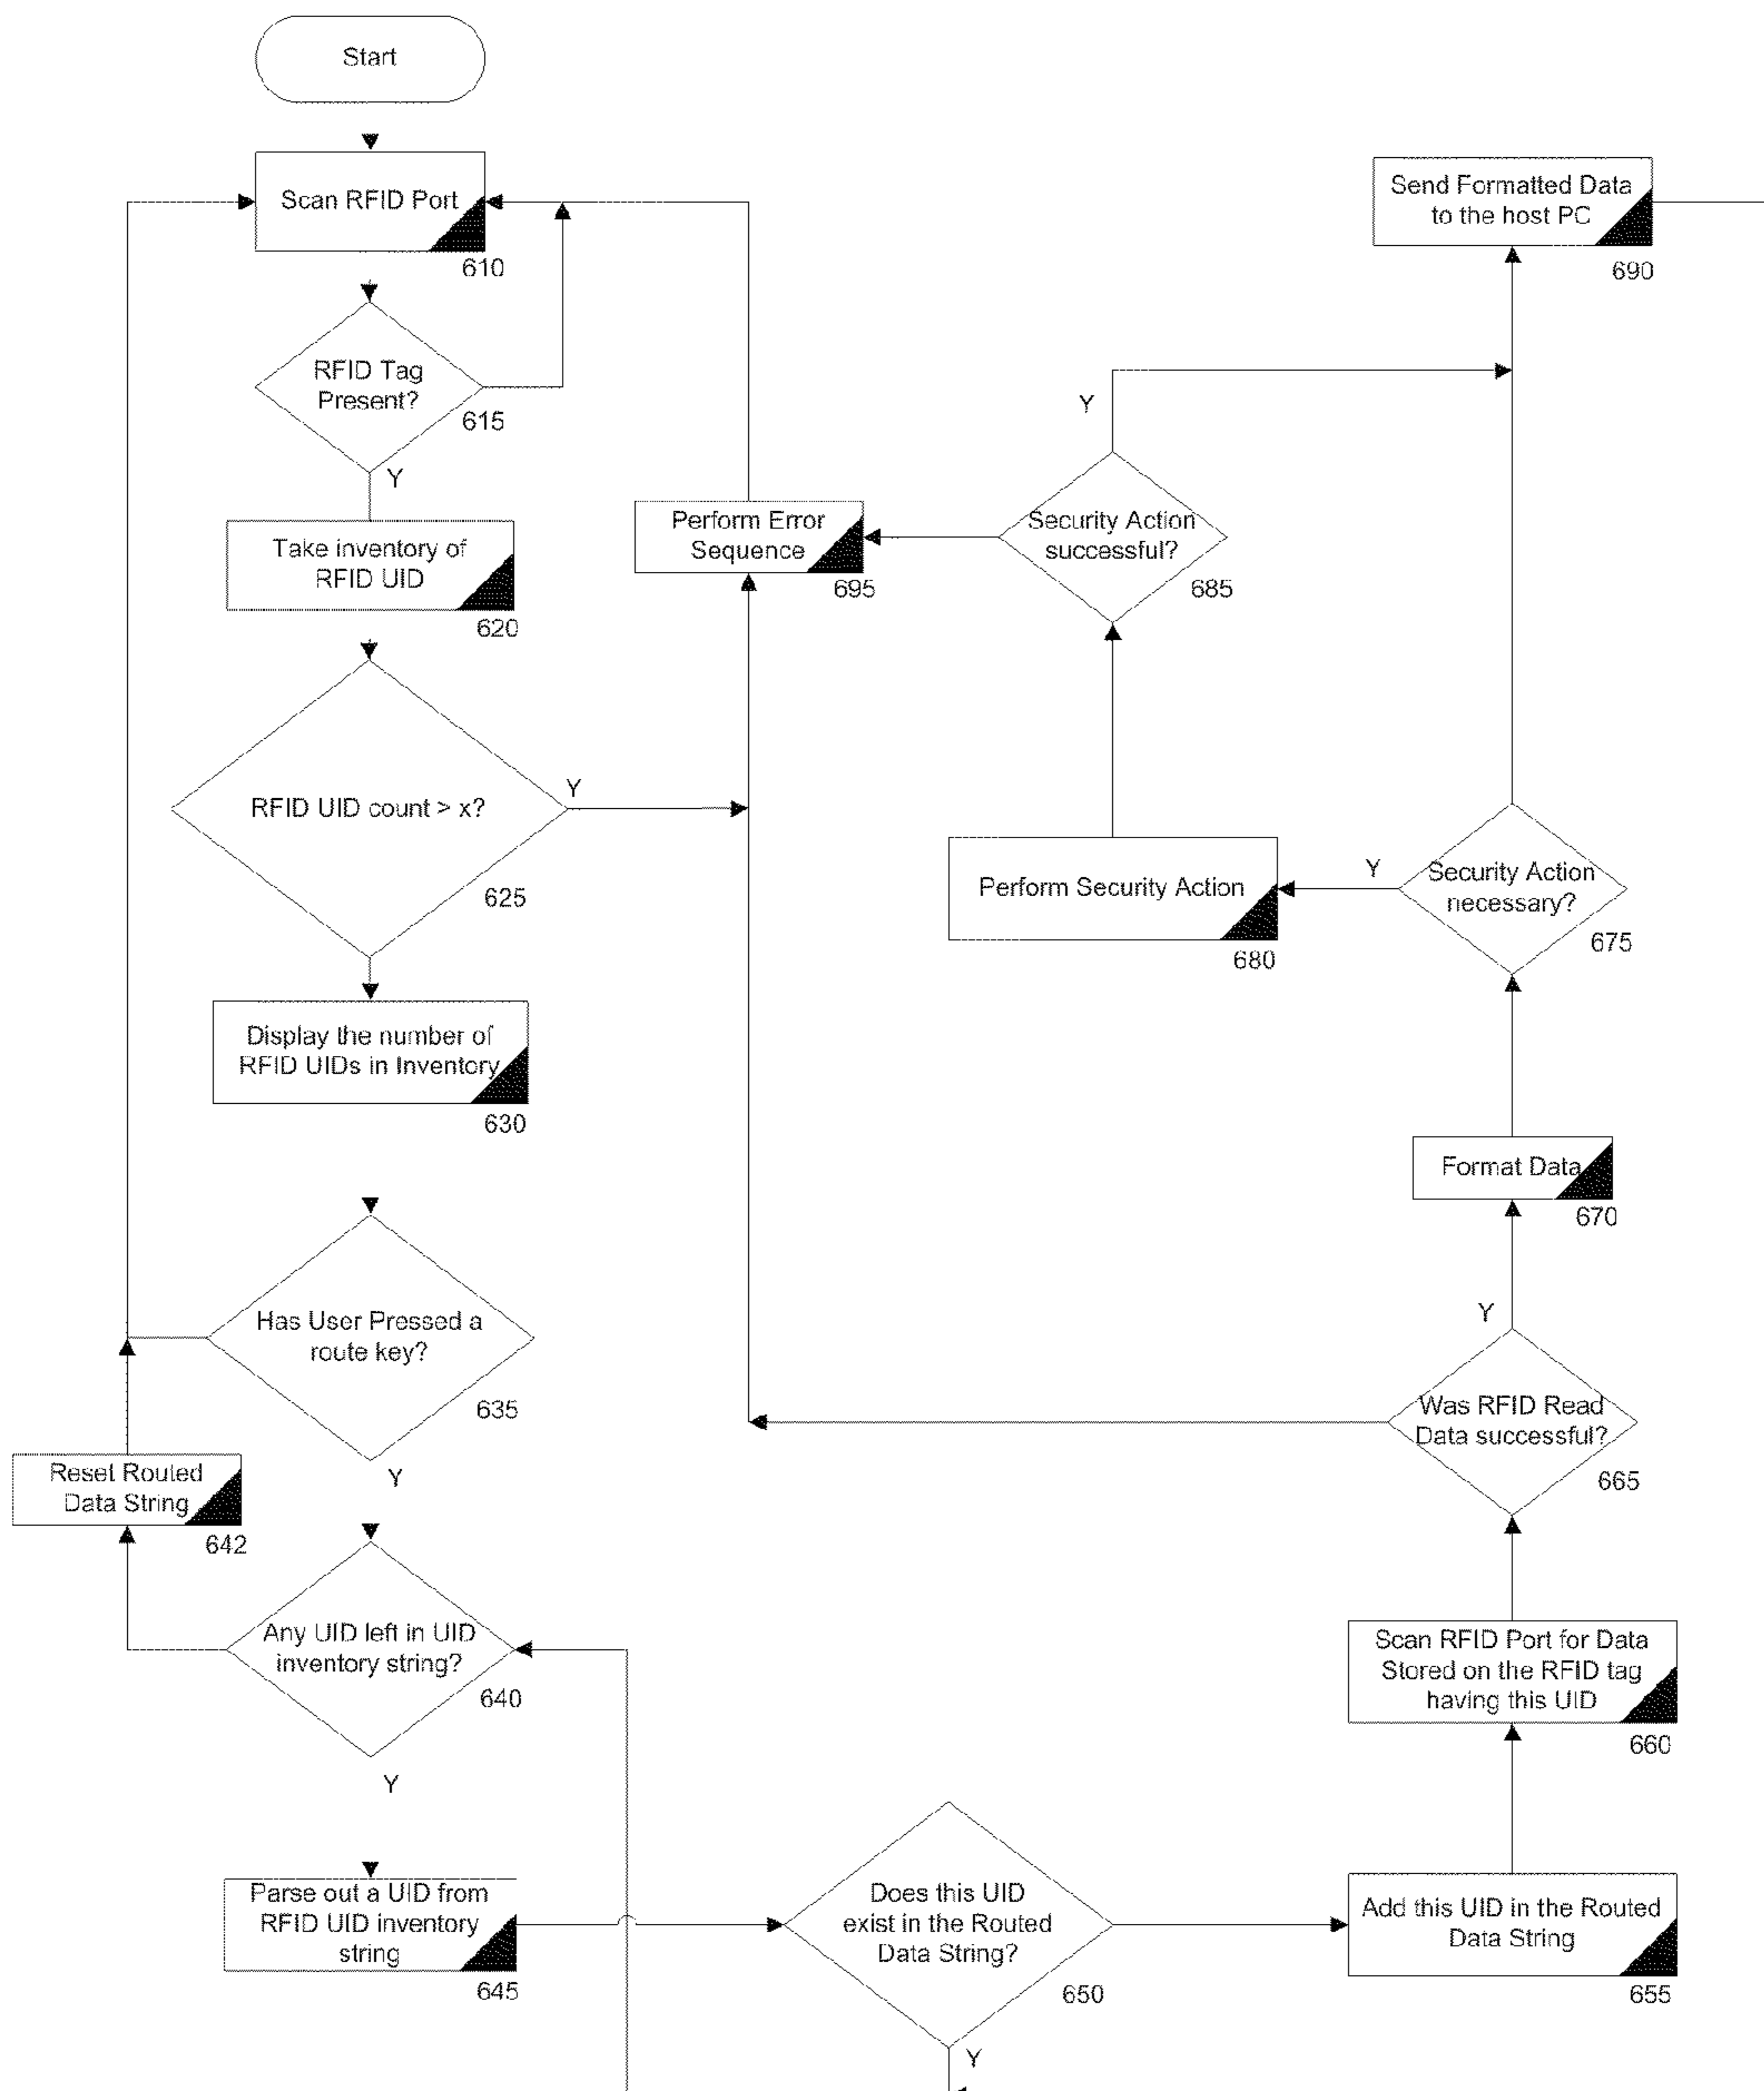 Start
Scan RFID Port
610
RFID Tag
Present?
615
Y
Take inventory of
RFID UID
620
RFID UID count > x?
Y
625
Display the number of
RFID UIDs in Inventory
630
Has User Pressed a
route key?
635
Y
Reset Routed
Data String
642
Any UID left in UID
inventory string?
640
Y
Parse out a UID from
RFID UID inventory
string
645
Does this UID
exist in the Routed
Data String?
650
Y
Add this UID in the Routed
Data String
655
Scan RFID Port for Data
Stored on the RFID tag
having this UID
660
Was RFID Read
Data successful?
665
Y
Format Data
670
Security Action
necessary?
675
Y
Perform Security Action
680
Security Action
successful?
685
Y
Perform Error
Sequence
695
Send Formatted Data
to the host PC
690